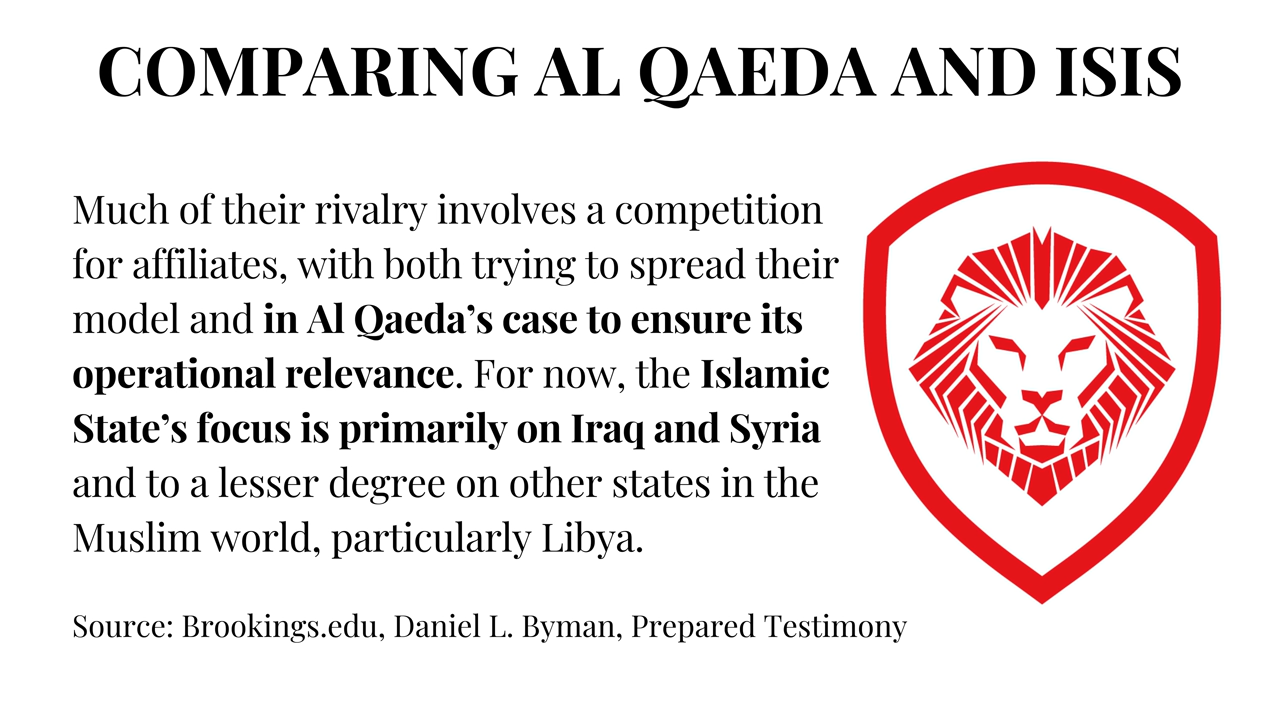 COMPARING AL QAEDA AND ISIS
Much of their rivalry involves a competition
for affiliates, with both trying to spread their
model and in Al Qaeda’s case to ensure its
operational relevance. For now, the Islamic
State’s focus is primarily on Iraq and Syria
and to a lesser degree on other states in the
Muslim world, particularly Libya.
Source: Brookings.edu, Daniel L. Byman, Prepared Testimony